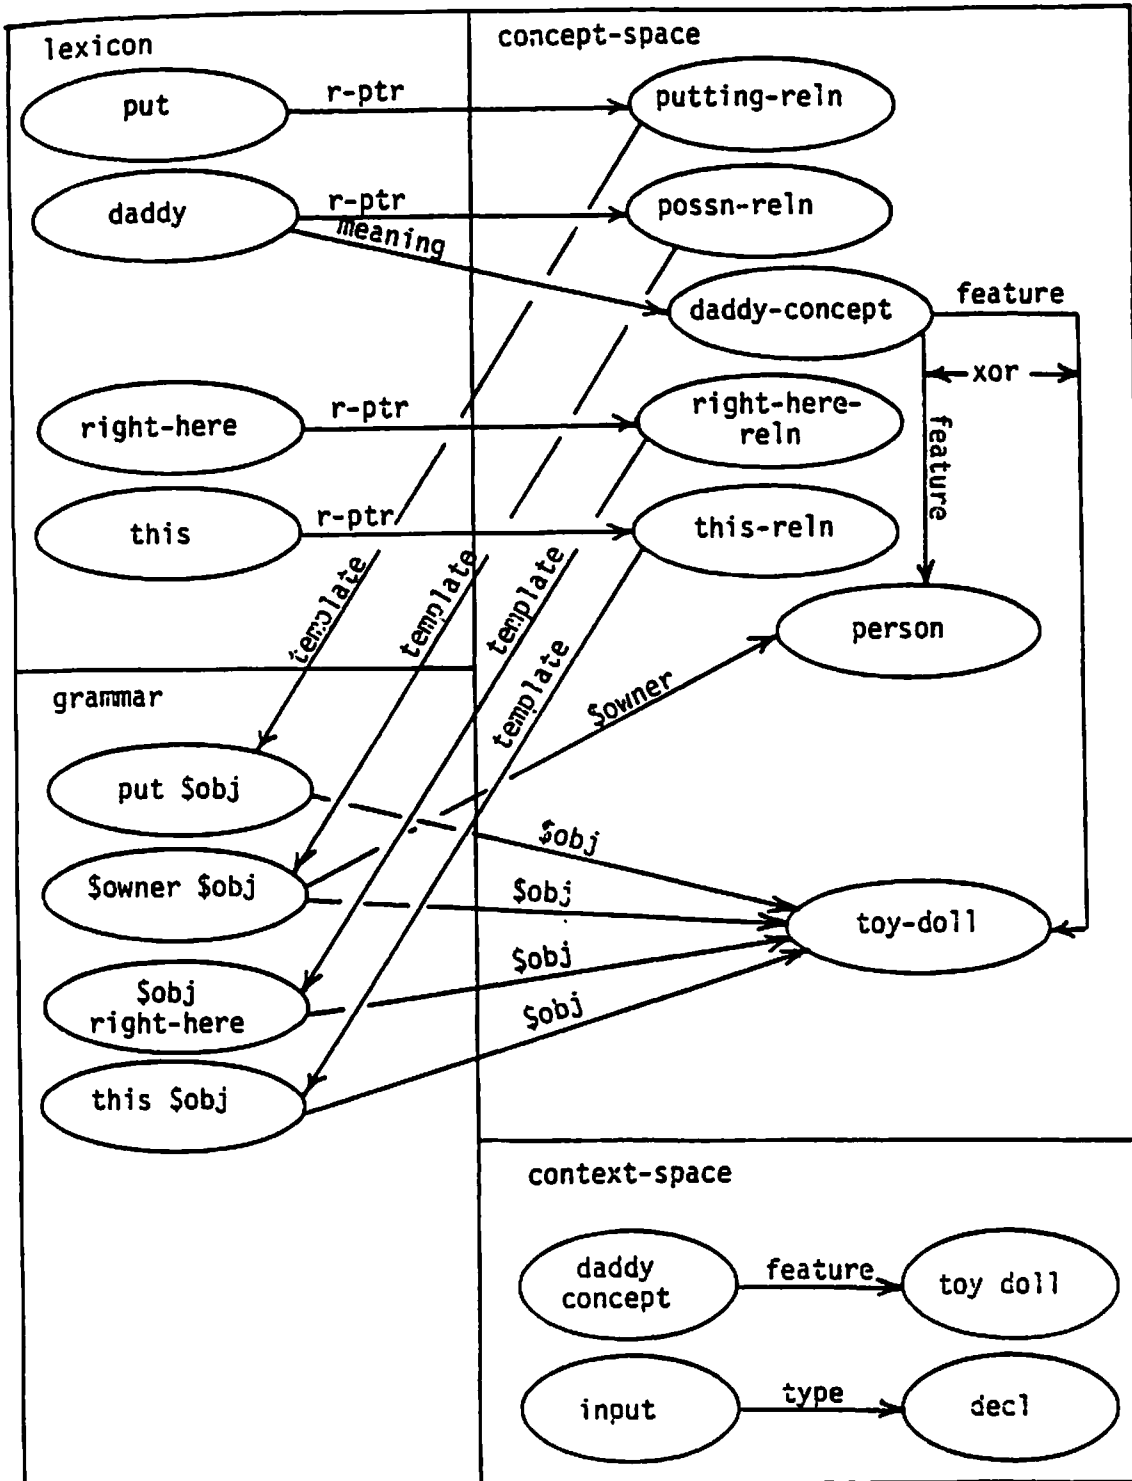 lexicon
concept-space
put
r-ptr
putting-reln
daddy
r-ptr
meaning
possn-reln
daddy-concept
feature
xor
feature
right-here
r-ptr
right-here-
reln
this
r-ptr
this-reln
template
template
template
template
person
$owner
grammar
put $obj
$obj
$owner $obj
$obj
toy-doll
$obj
right-here
$obj
this $obj
$obj
context-space
daddy
concept
feature
toy doll
input
type
decl